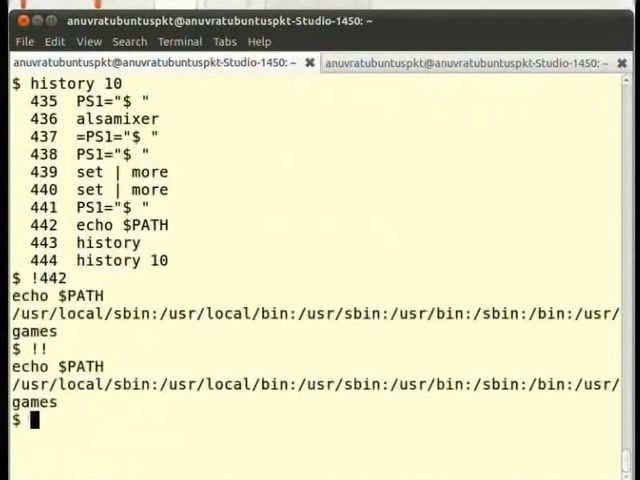 anuvratubuntuspkt@anuvratubuntuspkt-Studio-1450: ~
File Edit View Search Terminal Tabs Help
anuvratubuntuspkt@anuvratubuntuspkt-Studio-1450: ~ anuvratubuntuspkt@anuvratubuntuspkt-Studio-1450: ~
$ history 10
435 PS1="$ "
436 alsamixer
437 =PS1="$ "
438 PS1="$ "
439 set | more
440 set | more
441 PS1="$ "
442 echo $PATH
443 history
444 history 10
$ !442
echo $PATH
/usr/local/sbin:/usr/local/bin:/usr/sbin:/usr/bin:/sbin:/bin:/usr/
games
$ !!
echo $PATH
/usr/local/sbin:/usr/local/bin:/usr/sbin:/usr/bin:/sbin:/bin:/usr/
games
$